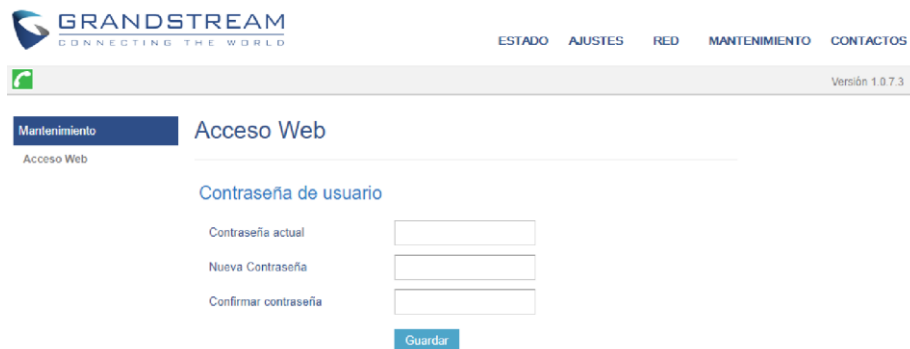 GRANDSTREAM
CONNECTING THE WORLD
ESTADO AJUSTES RED MANTENIMIENTO CONTACTOS
Versión 1.0.7.3
Mantenimiento
Acceso Web
Acceso Web
Contraseña de usuario
Contraseña actual
Nueva Contraseña
Confirmar contraseña
Guardar